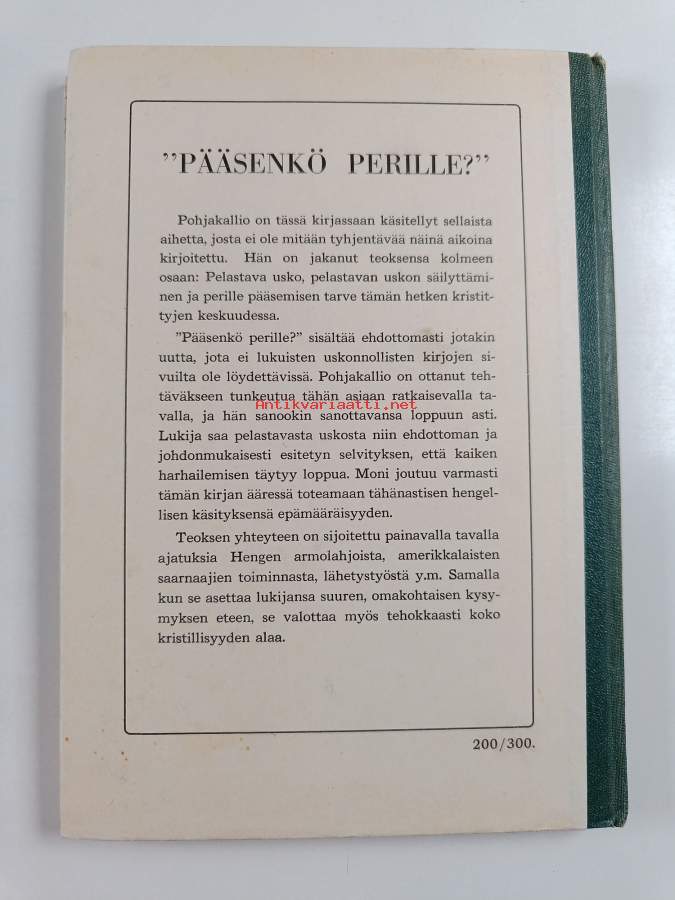 "PÄÄSENKÖ PERILLE?"
Pohjakallio on tässä kirjassaan käsitellyt sellaista
aihetta, josta ei ole mitään tyhjentävää näinä aikoina
kirjoitettu. Hän on jakanut teoksensa kolmeen
osaan: Pelastava usko, pelastavan uskon säilyttämi-
nen ja perille pääsemisen tarve tämän hetken kristit-
tyjen keskuudessa.
"Pääsenkö perille?" sisältää ehdottomasti jotakin
uutta, jota ei lukuisten uskonnollisten kirjojen si-
vuilta ole löydettävissä. Pohjakallio on ottanut teh-
täväkseen tunkeutua tähän asiaan ratkaisevalla ta-
Antikvariaatti.net
valla, ja hän sanookin sanottavansa loppuun asti.
Lukija saa pelastavasta uskosta niin ehdottoman ja
johdonmukaisesti esitetyn selvityksen, että kaiken
harhailemisen täytyy loppua. Moni joutuu varmasti
tämän kirjan ääressä toteamaan tähänastisen hengel-
lisen käsityksensä epämääräisyyden.
Teoksen yhteyteen on sijoitettu painavalla tavalla
ajatuksia Hengen armolahjoista, amerikkalaisten
saarnaajien toiminnasta, lähetystyöstä y.m. Samalla
kun se asettaa lukijansa suuren, omakohtaisen kysy-
myksen eteen, se valottaa myös tehokkaasti koko
kristillisyyden alaa.
200/300.